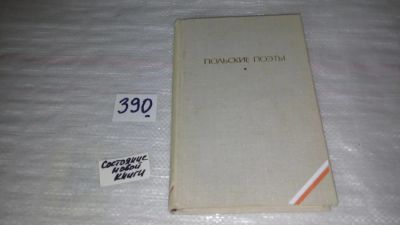 ПОЛЬСКИЕ ПОЭТЫ
390
Состояние
новой
книги